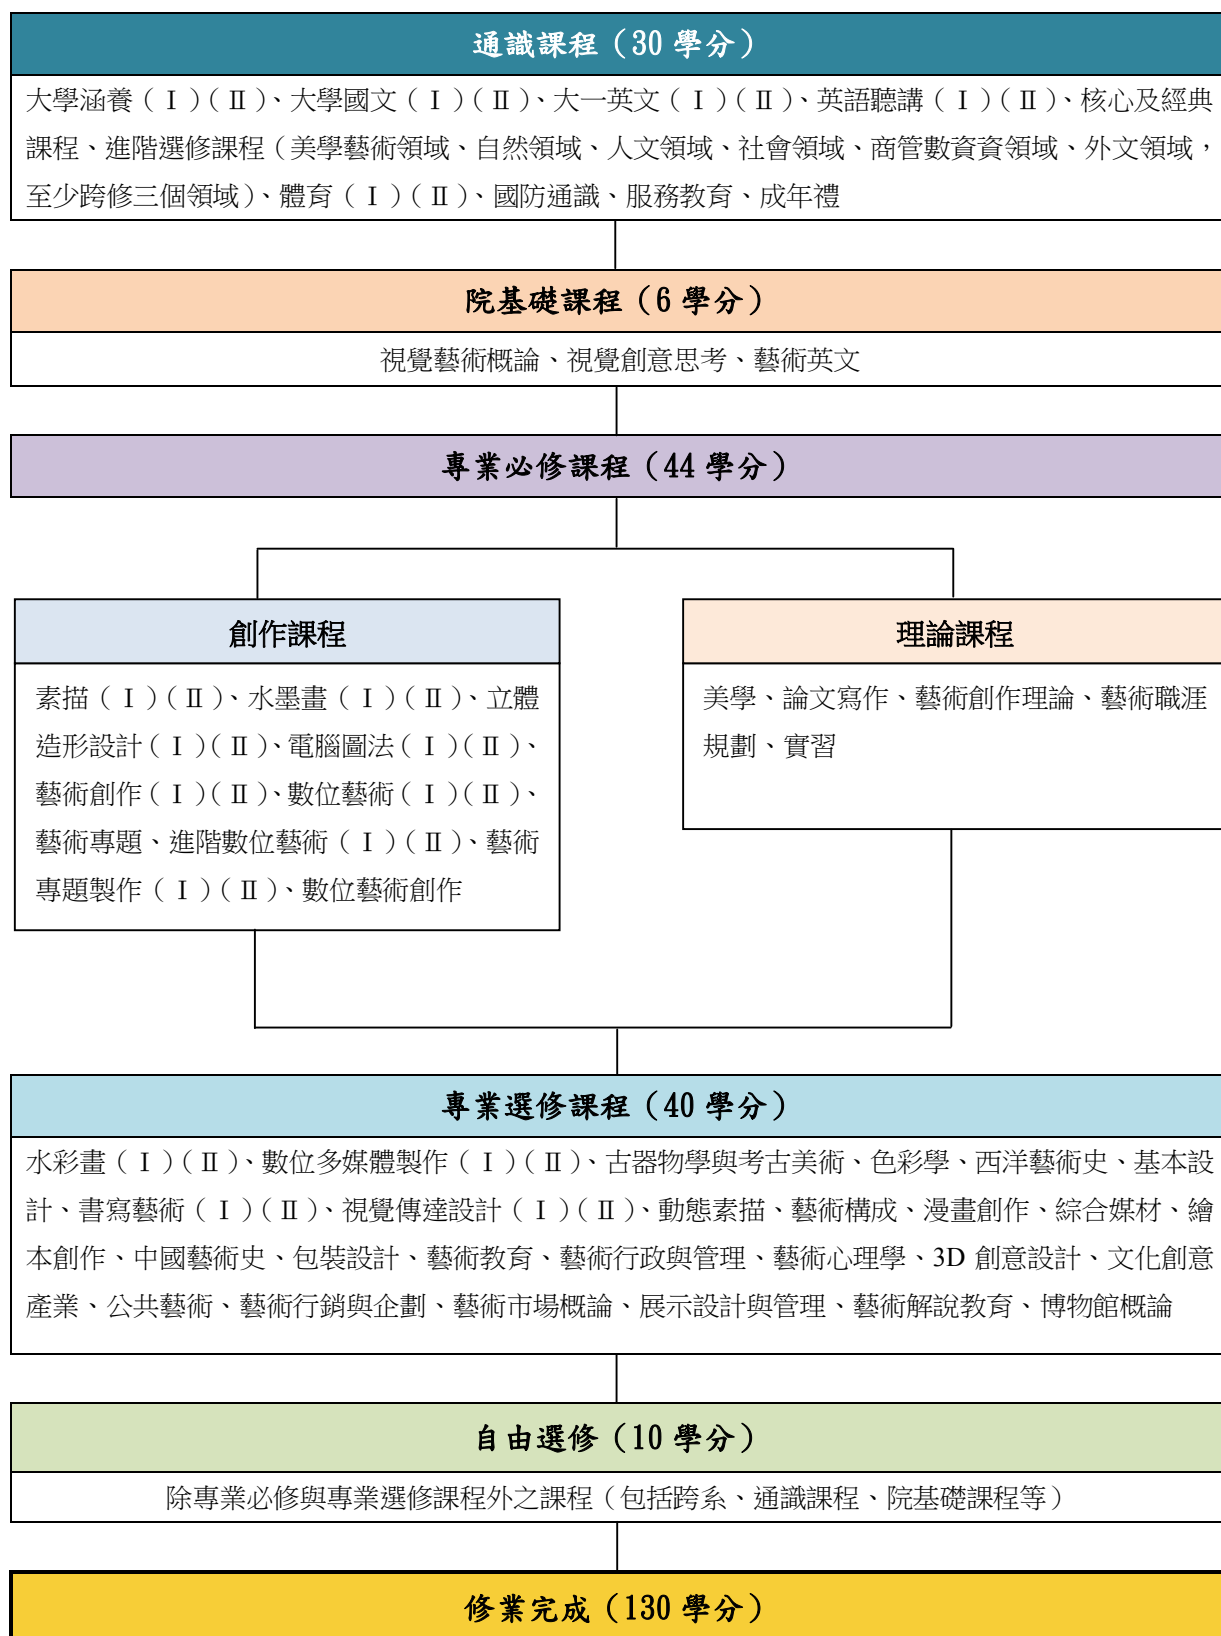 通識課程（30 學分）
大學涵養（Ⅰ）（Ⅱ）、大學國文（Ⅰ）（Ⅱ）、大一英文（Ⅰ）（Ⅱ）、英語聽講（Ⅰ）（Ⅱ）、核心及經典
課程、進階選修課程（美學藝術領域、自然領域、人文領域、社會領域、商管數資資領域、外文領域，
至少跨修三個領域）、體育（Ⅰ）（Ⅱ）、國防通識、服務教育、成年禮
院基礎課程（6 學分）
視覺藝術概論、視覺創意思考、藝術英文
專業必修課程（44 學分）
創作課程
素描（Ⅰ）（Ⅱ）、水墨畫（Ⅰ）（Ⅱ）、立體
造形設計（Ⅰ）（Ⅱ）、電腦圖法（Ⅰ）（Ⅱ）、
藝術創作（Ⅰ）（Ⅱ）、數位藝術（Ⅰ）（Ⅱ）、
藝術專題、進階數位藝術（Ⅰ）（Ⅱ）、藝術
專題製作（Ⅰ）（Ⅱ）、數位藝術創作
理論課程
美學、論文寫作、藝術創作理論、藝術職涯
規劃、實習
專業選修課程（40 學分）
水彩畫（Ⅰ）（Ⅱ）、數位多媒體製作（Ⅰ）（Ⅱ）、古器物學與考古美術、色彩學、西洋藝術史、基本設
計、書寫藝術（Ⅰ）（Ⅱ）、視覺傳達設計（Ⅰ）（Ⅱ）、動態素描、藝術構成、漫畫創作、綜合媒材、繪
本創作、中國藝術史、包裝設計、藝術教育、藝術行政與管理、藝術心理學、3D 創意設計、文化創意
產業、公共藝術、藝術行銷與企劃、藝術市場概論、展示設計與管理、藝術解說教育、博物館概論
自由選修（10 學分）
除專業必修與專業選修課程外之課程（包括跨系、通識課程、院基礎課程等）
修業完成（130 學分）